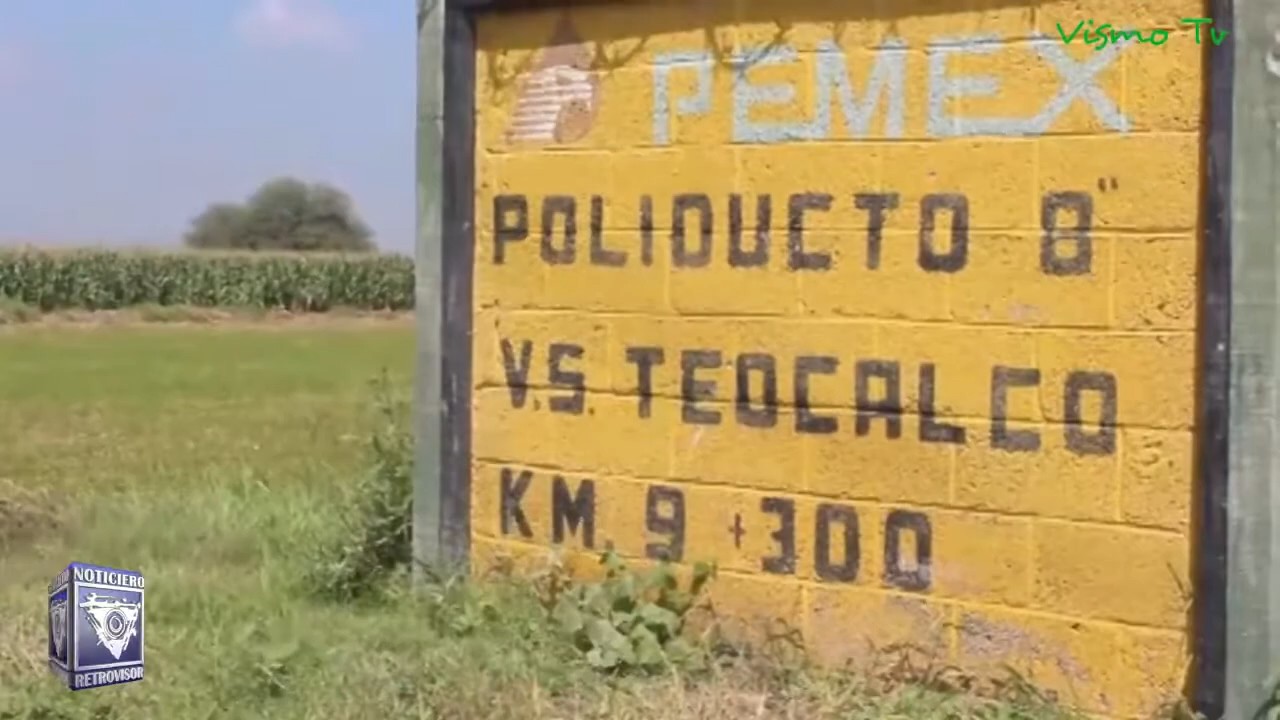 Vismo Tv
PEMEX
POLIDUCTO 8"
V.S. TEOCALCO
KM. 9 +300
NOTICIERO
RETROVISOR